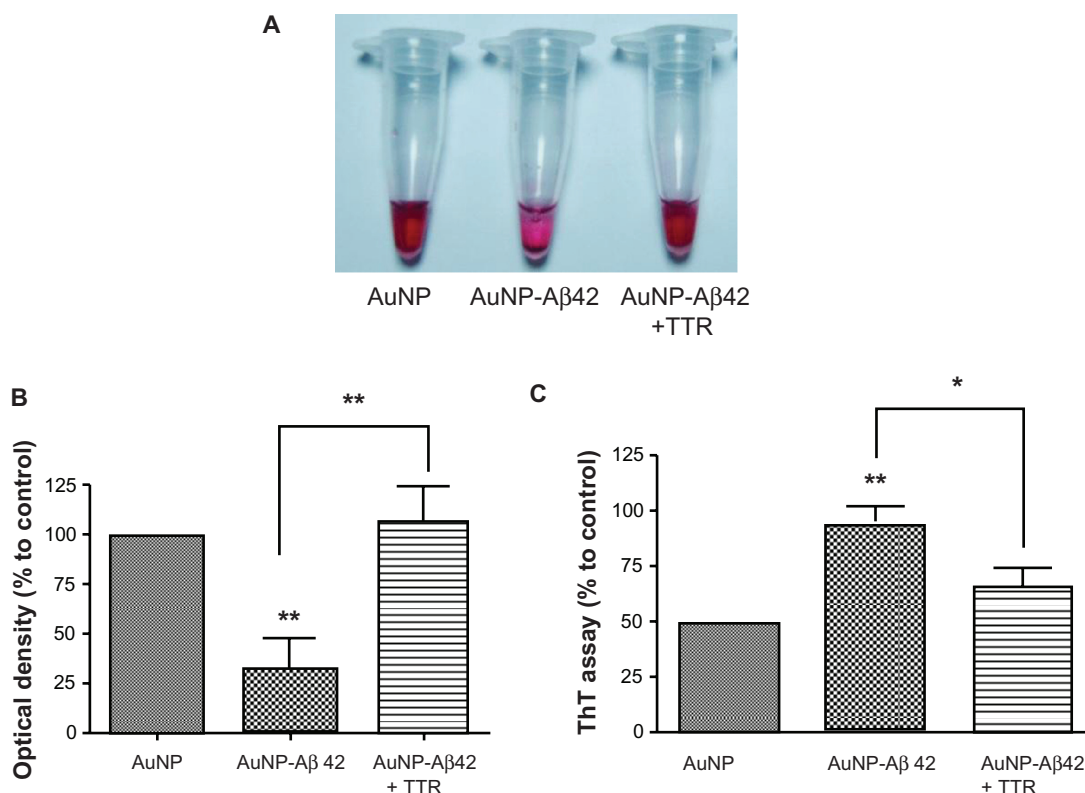 A
AuNP AuNP-Aβ42 AuNP-Aβ42
+TTR
B
**
Optical density (% to control)
125
100
75
50
25
0
**
AuNP AuNP-Aβ 42 AuNP-Aβ42
+ TTR
C
*
ThT assay (% to control)
125
100
75
50
25
0
**
AuNP AuNP-Aβ 42 AuNP-Aβ42
+ TTR